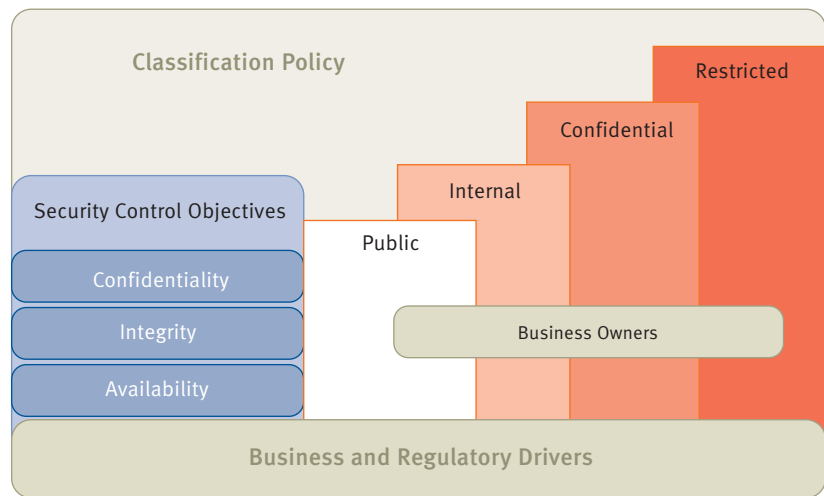 Classification Policy
Restricted
Confidential
Internal
Security Control Objectives
Public
Confidentiality
Integrity
Business Owners
Availability
Business and Regulatory Drivers